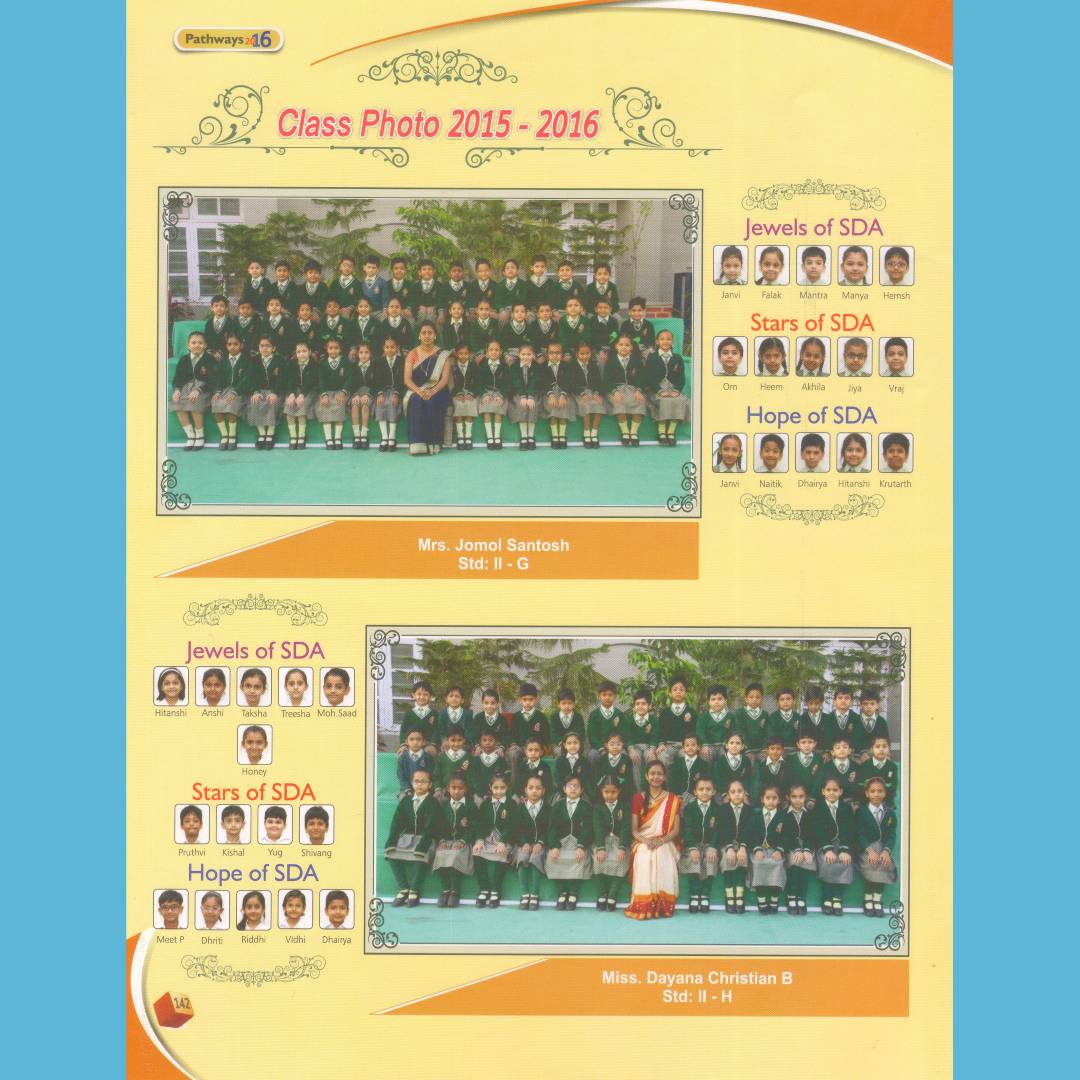 Pathways 2016
Class Photo 2015 - 2016
Jewels of SDA
Janvi Falak Mantra Manya Hemsh
Stars of SDA
Om Heem Akhila Jiya Vraj
Hope of SDA
Janvi Naitik Dhairya Hitanshi Krutarth
Mrs. Jomol Santosh
Std: II - G
Jewels of SDA
Hitanshi Anshi Taksha Treesha Moh.Saad
Honey
Stars of SDA
Pruthvi Kishal Yug Shivang
Hope of SDA
Meet P Dhriti Riddhi Vidhi Dhairya
Miss. Dayana Christian B
Std: II - H
142